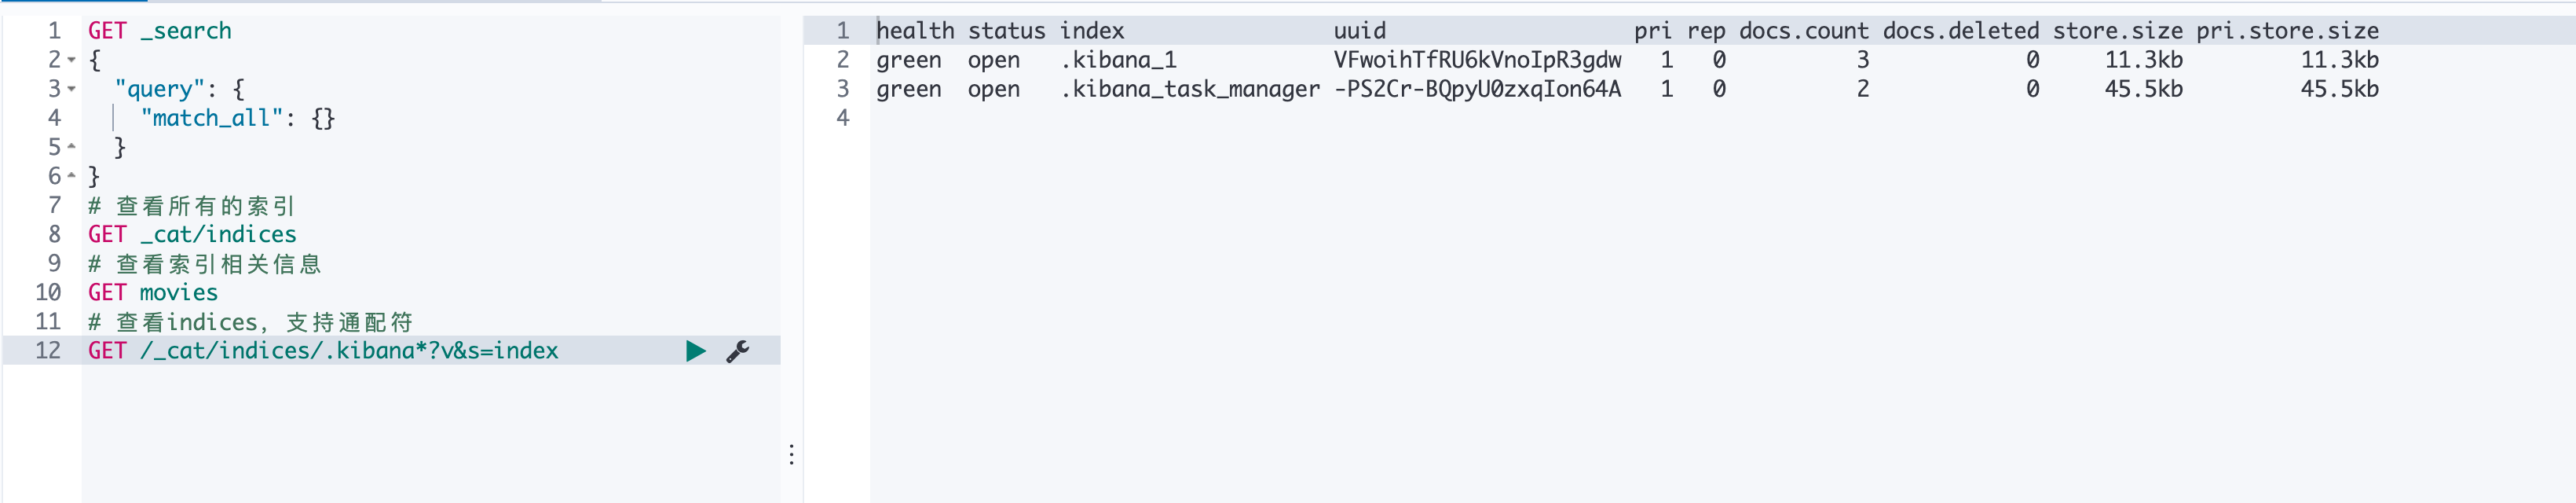 1 GET _search
2 {
3 "query": {
4 "match_all": {}
5 }
6 }
7 # 查看所有的索引
8 GET _cat/indices
9 # 查看索引相关信息
10 GET movies
11 # 查看indices, 支持通配符
12 GET /_cat/indices/.kibana*?v&s=index
1 health status index uuid pri rep docs.count docs.deleted store.size pri.store.size
2 green open .kibana_1 VFwoihTfRU6kVnoIpR3gdw 1 0 3 0 11.3kb 11.3kb
3 green open .kibana_task_manager -PS2Cr-BQpyU0zxqIon64A 1 0 2 0 45.5kb 45.5kb
4